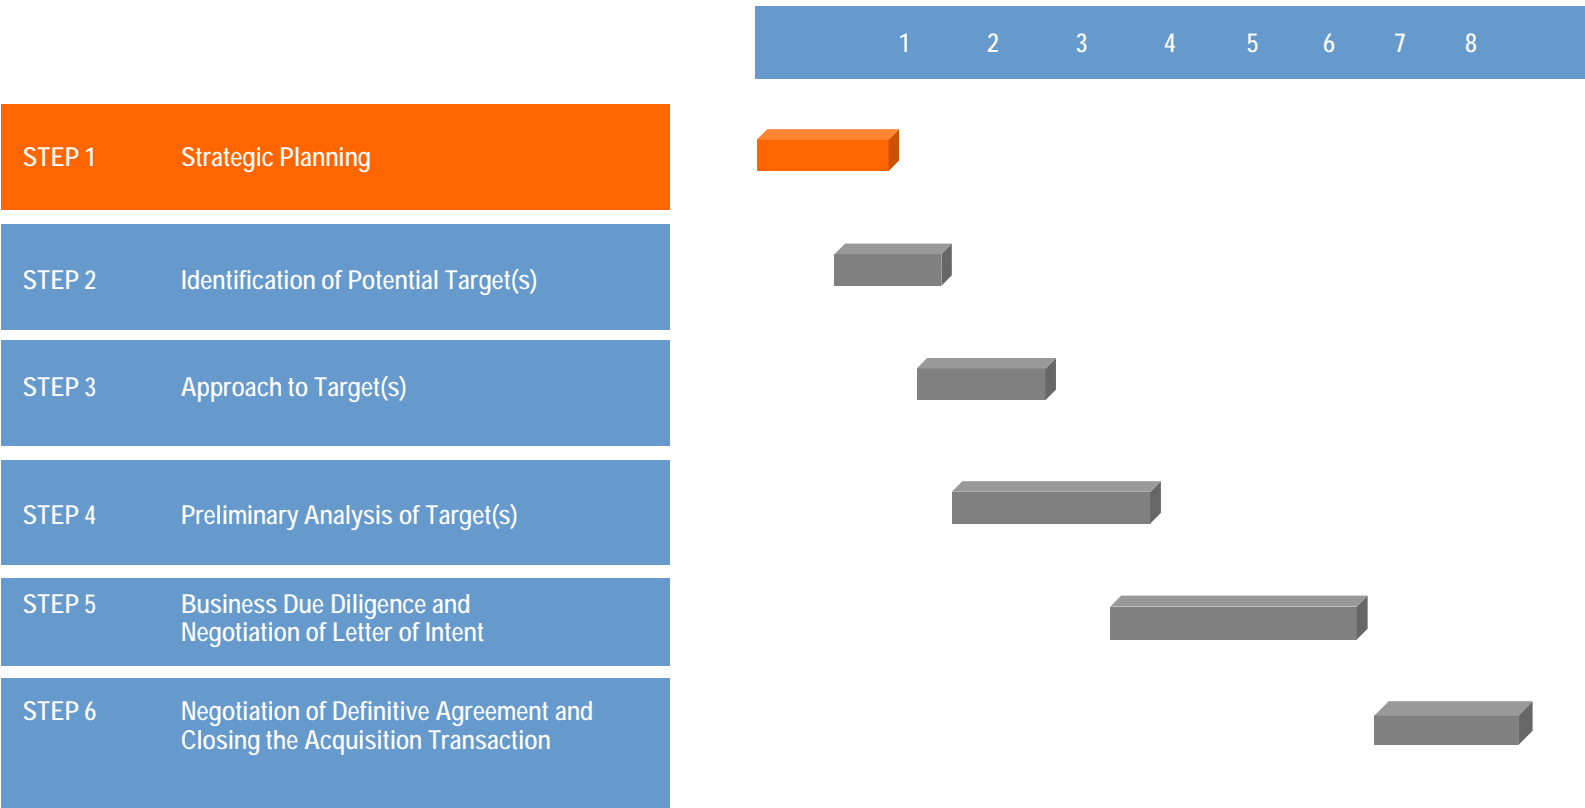 1 2 3 4 5 6 7 8
STEP 1 Strategic Planning
STEP 2 Identification of Potential Target(s)
STEP 3 Approach to Target(s)
STEP 4 Preliminary Analysis of Target(s)
STEP 5 Business Due Diligence and
Negotiation of Letter of Intent
STEP 6 Negotiation of Definitive Agreement and
Closing the Acquisition Transaction